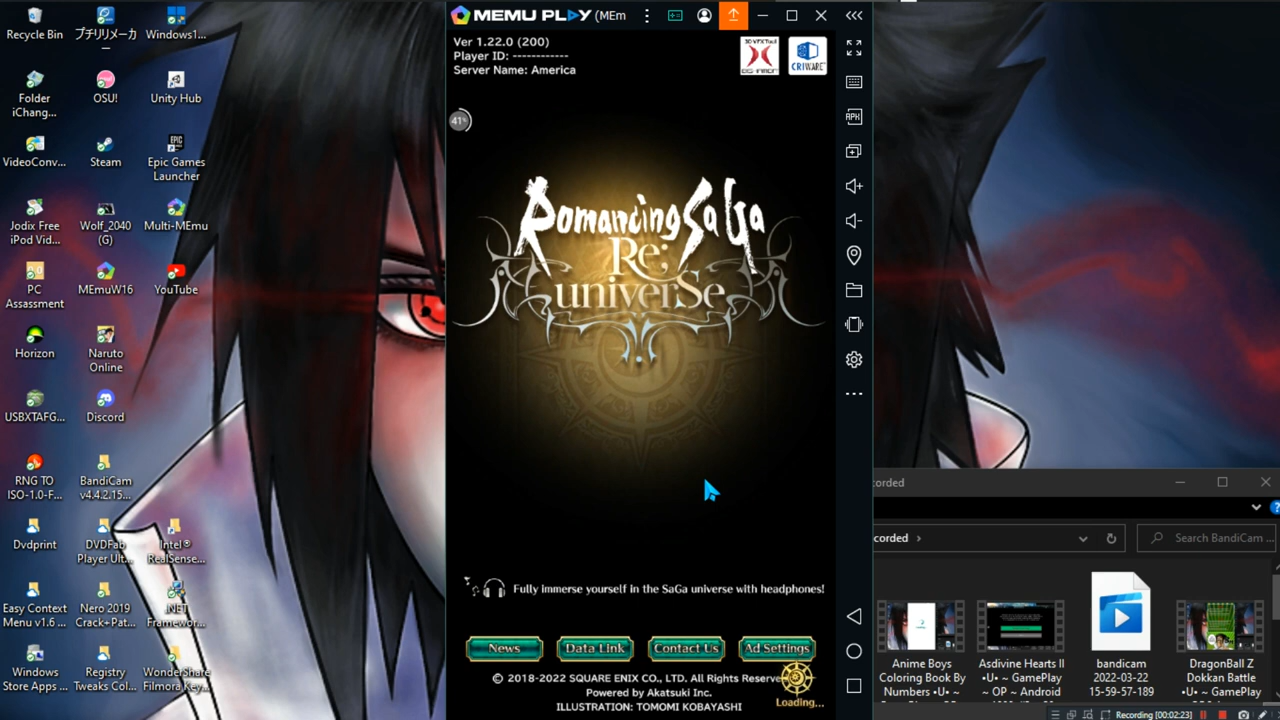 Recycle Bin
プチリリメーカー
Windows1...
Folder
iChang...
OSU!
Unity Hub
VideoConv...
Steam
Epic Games
Launcher
Jodix Free
iPod Vid...
Wolf_2040
(G)
Multi-MEmu
PC
Assassment
MEmuW16
YouTube
Horizon
Naruto
Online
USBXTAFG...
Discord
RNG TO
ISO-1.0-F...
BandiCam
v4.4.2.15...
Dvdprint
DVDFab
Player Ult...
Intel®
RealSense...
Easy Context
Menu v1.6 ...
Nero 2019
Crack+Pat...
.NET
Framewor...
Windows
Store Apps ...
Registry
Tweaks Col...
WonderShare
Filmora Key...
MEMU PLAY (MEm
Ver 1.22.0 (200)
Player ID: ------------
Server Name: America
CRIWARE
41%
APK
Romancing SaGa
Re;
univerSe
Fully immerse yourself in the SaGa universe with headphones!
News
Data Link
Contact Us
Ad Settings
© 2018-2022 SQUARE ENIX CO., LTD. All Rights Reserve
Powered by Akatsuki Inc.
ILLUSTRATION: TOMOMI KOBAYASHI
Loading...
corded
corded
Search BandiCam ...
Anime Boys
Coloring Book By
Numbers •U• ~
Asdivine Hearts II
•U• ~ GamePlay
~ OP ~ Android
bandicam
2022-03-22
15-59-57-189
DragonBall Z
Dokkan Battle
•U• ~ GamePlay
Recording [00:02:23]